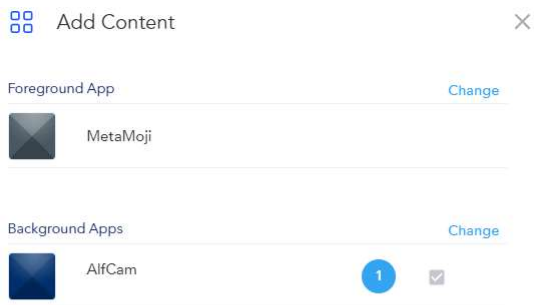 Add Content
Foreground App Change
MetaMoji
Background Apps Change
AlfCam 1